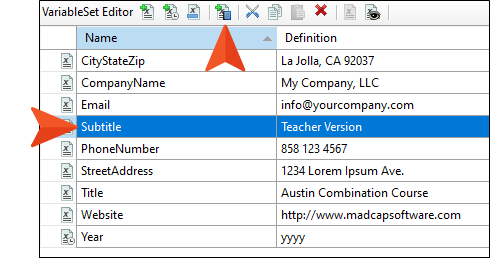 VariableSet Editor
Name Definition
CityStateZip La Jolla, CA 92037
CompanyName My Company, LLC
Email info@yourcompany.com
Subtitle Teacher Version
PhoneNumber 858 123 4567
StreetAddress 1234 Lorem Ipsum Ave.
Title Austin Combination Course
Website http://www.madcapsoftware.com
Year yyyy